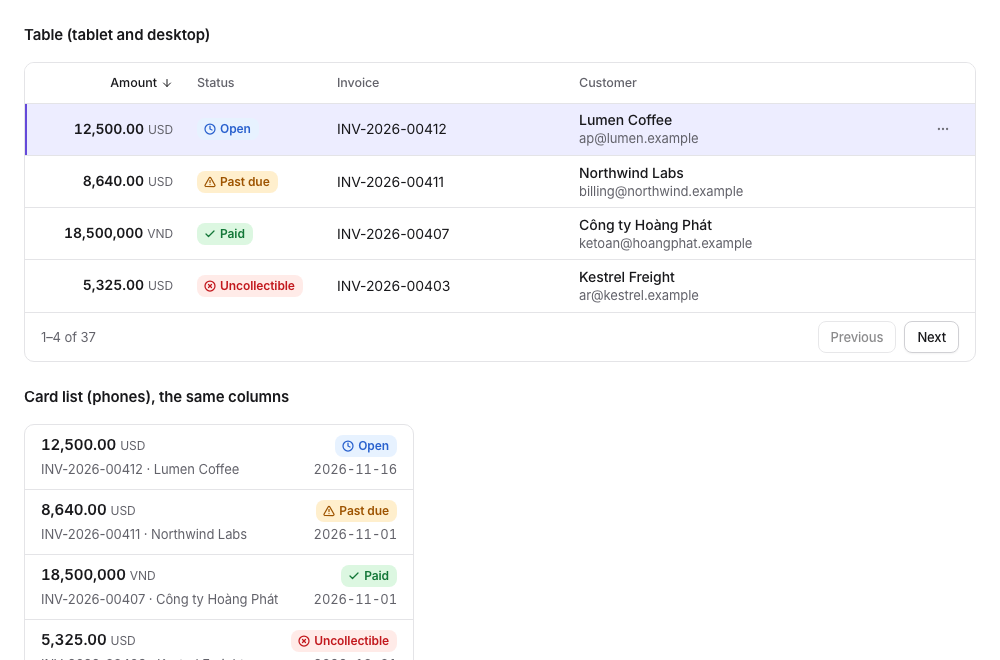 Table (tablet and desktop)
Amount ↓ Status Invoice Customer
12,500.00 USD Open INV-2026-00412 Lumen Coffee
ap@lumen.example
8,640.00 USD Past due INV-2026-00411 Northwind Labs
billing@northwind.example
18,500,000 VND Paid INV-2026-00407 Công ty Hoàng Phát
ketoan@hoangphat.example
5,325.00 USD Uncollectible INV-2026-00403 Kestrel Freight
ar@kestrel.example
1–4 of 37 Previous Next
Card list (phones), the same columns
12,500.00 USD Open
INV-2026-00412 · Lumen Coffee 2026-11-16
8,640.00 USD Past due
INV-2026-00411 · Northwind Labs 2026-11-01
18,500,000 VND Paid
INV-2026-00407 · Công ty Hoàng Phát 2026-11-01
5,325.00 USD Uncollectible